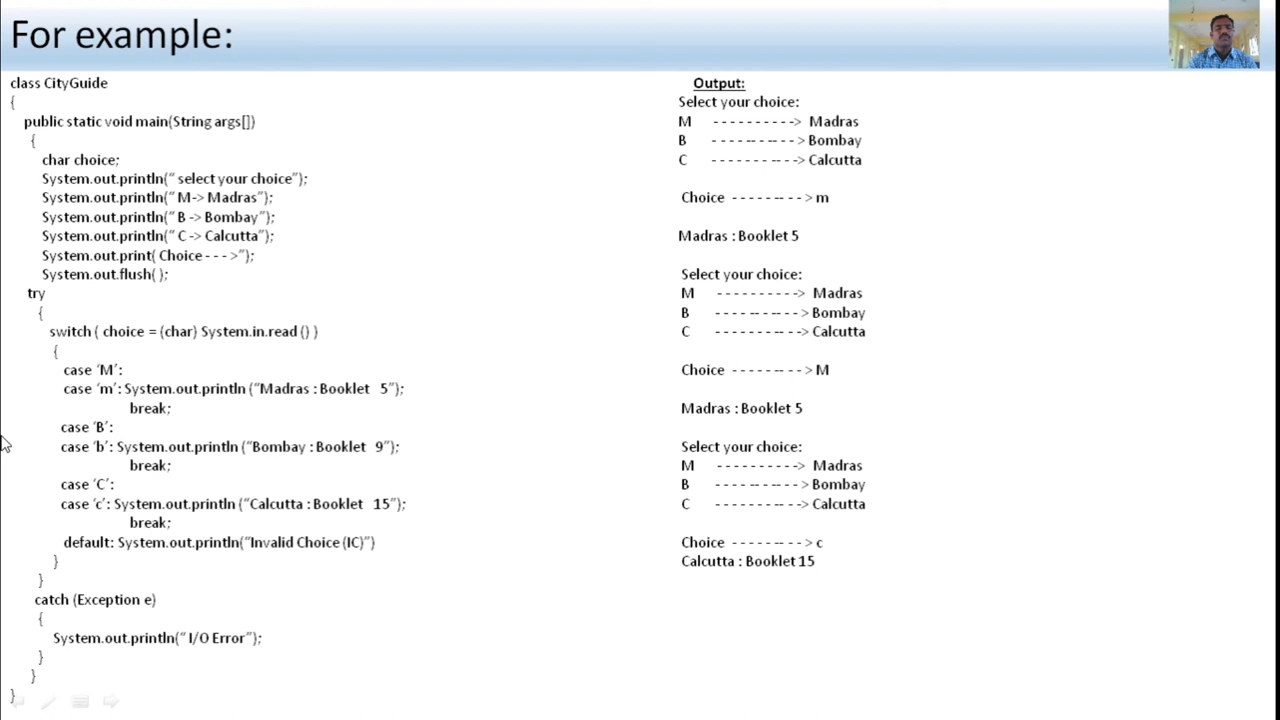 For example:
class CityGuide
{
public static void main(String args[])
{
char choice;
System.out.println(“ select your choice”);
System.out.println(“ M-> Madras”);
System.out.println(“ B -> Bombay”);
System.out.println(“ C -> Calcutta”);
System.out.print( Choice - - - >”);
System.out.flush( );
try
{
switch ( choice = (char) System.in.read () )
{
case ‘M’:
case ‘m’: System.out.println (“Madras : Booklet 5”);
break;
case ‘B’:
case ‘b’: System.out.println (“Bombay : Booklet 9”);
break;
case ‘C’:
case ‘c’: System.out.println (“Calcutta : Booklet 15”);
break;
default: System.out.println(“Invalid Choice (IC)”)
}
}
catch (Exception e)
{
System.out.println(“ I/O Error”);
}
}
}
Output:
Select your choice:
M - - - - - - - - - -> Madras
B - - - - - - - - - - -> Bombay
C - - - - - - - - - - -> Calcutta
Choice - - - - - - - - - > m
Madras : Booklet 5
Select your choice:
M - - - - - - - - - -> Madras
B - - - - - - - - - - -> Bombay
C - - - - - - - - - - -> Calcutta
Choice - - - - - - - - - > M
Madras : Booklet 5
Select your choice:
M - - - - - - - - - -> Madras
B - - - - - - - - - - -> Bombay
C - - - - - - - - - - -> Calcutta
Choice - - - - - - - - - > c
Calcutta : Booklet 15